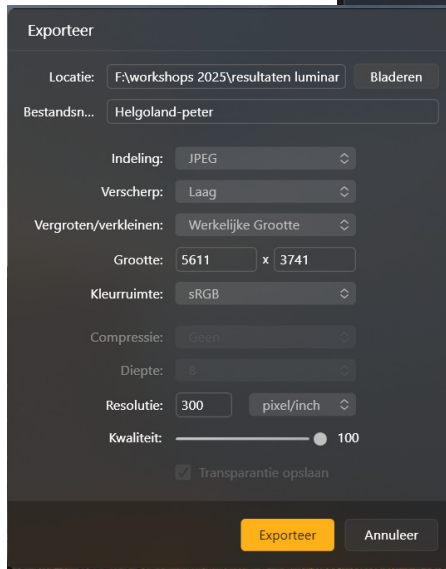 Exporteer
Locatie: F:\workshops 2025\resultaten luminar Bladeren
Bestandsn... Helgoland-peter
Indeling: JPEG
Verscherp: Laag
Vergroten/verkleinen: Werkelijke Grootte
Grootte: 5611 x 3741
Kleurruimte: sRGB
Compressie: Geen
Diepte: 8
Resolutie: 300 pixel/inch
Kwaliteit: 100
Transparantie opslaan
Exporteer Annuleer